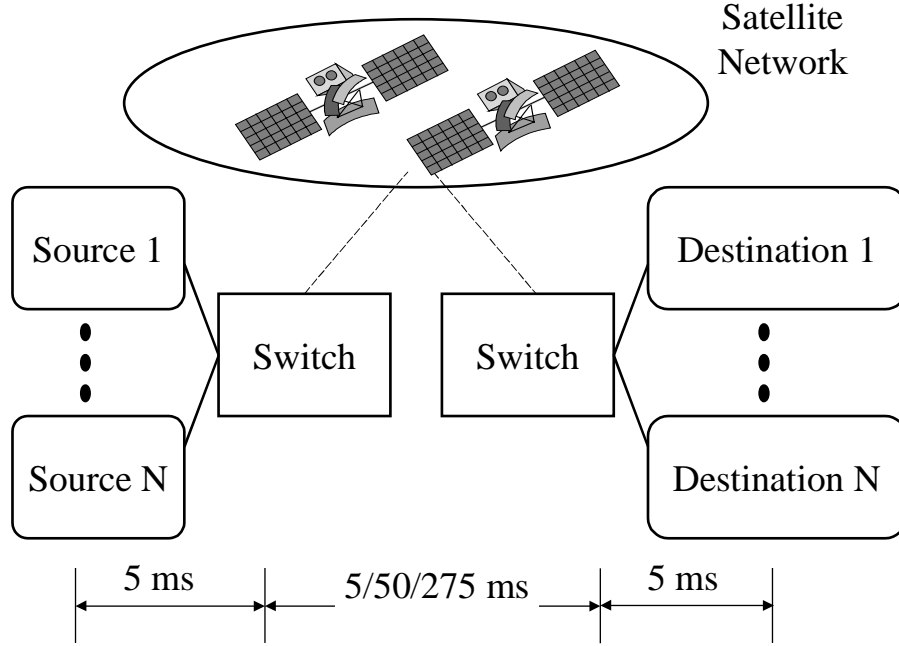 Satellite
Network
Source 1
Destination 1
Switch
Switch
Source N
Destination N
5 ms
5/50/275 ms
5 ms